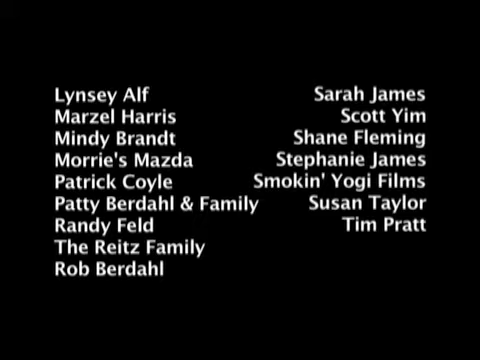 Lynsey Alf
Marzel Harris
Mindy Brandt
Morrie's Mazda
Patrick Coyle
Patty Berdahl & Family
Randy Feld
The Reitz Family
Rob Berdahl
Sarah James
Scott Yim
Shane Fleming
Stephanie James
Smokin' Yogi Films
Susan Taylor
Tim Pratt